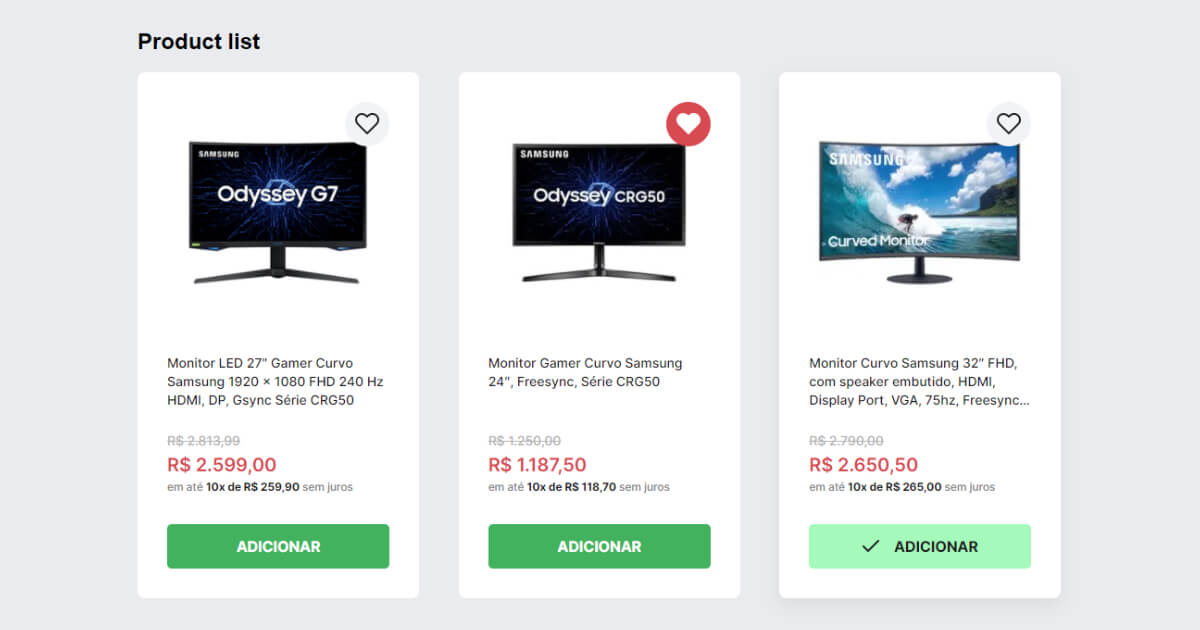 Product list
SAMSUNG
Odyssey G7
Monitor LED 27” Gamer Curvo
Samsung 1920 × 1080 FHD 240 Hz
HDMI, DP, Gsync Série CRG50
R$ 2.813,99
R$ 2.599,00
em até 10x de R$ 259,90 sem juros
ADICIONAR
SAMSUNG
Odyssey CRG50
Monitor Gamer Curvo Samsung
24”, Freesync, Série CRG50
R$ 1.250,00
R$ 1.187,50
em até 10x de R$ 118,70 sem juros
ADICIONAR
SAMSUNG
Curved Monitor
Monitor Curvo Samsung 32” FHD,
com speaker embutido, HDMI,
Display Port, VGA, 75hz, Freesync...
R$ 2.790,00
R$ 2.650,50
em até 10x de R$ 265,00 sem juros
ADICIONAR